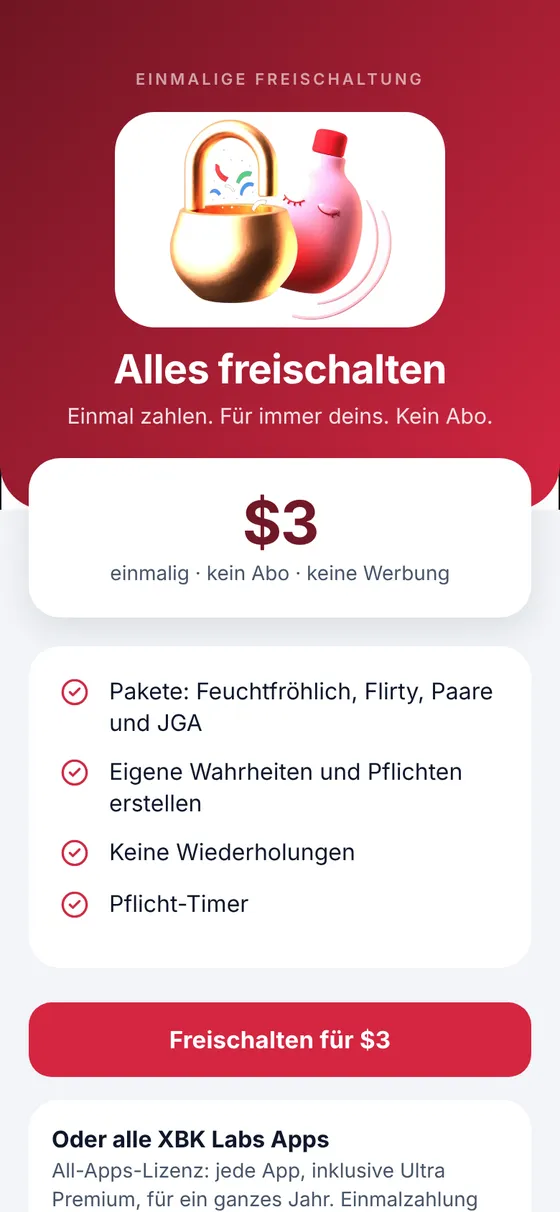 EINMALIGE FREISCHALTUNG
Alles freischalten
Einmal zahlen. Für immer deins. Kein Abo.
$3
einmalig · kein Abo · keine Werbung
Pakete: Feuchtfröhlich, Flirty, Paare
und JGA
Eigene Wahrheiten und Pflichten
erstellen
Keine Wiederholungen
Pflicht-Timer
Freischalten für $3
Oder alle XBK Labs Apps
All-Apps-Lizenz: jede App, inklusive Ultra
Premium, für ein ganzes Jahr. Einmalzahlung